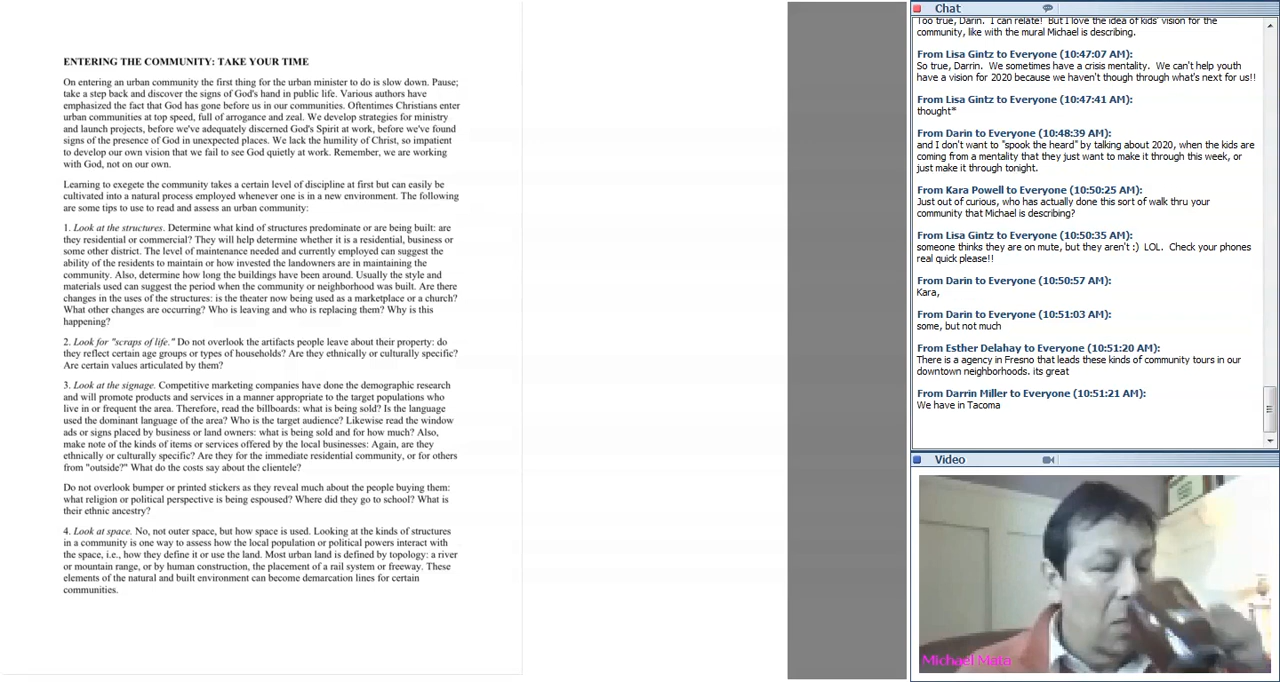 ENTERING THE COMMUNITY: TAKE YOUR TIME
On entering an urban community the first thing for the urban minister to do is slow down. Pause;
take a step back and discover the signs of God's hand in public life. Various authors have
emphasized the fact that God has gone before us in our communities. Oftentimes Christians enter
urban communities at top speed, full of arrogance and zeal. We develop strategies for ministry
and launch projects, before we've adequately discerned God's Spirit at work, before we've found
signs of the presence of God in unexpected places. We lack the humility of Christ, so impatient
to develop our own vision that we fail to see God quietly at work. Remember, we are working
with God, not on our own.
Learning to exegete the community takes a certain level of discipline at first but can easily be
cultivated into a natural process employed whenever one is in a new environment. The following
are some tips to use to read and assess an urban community:
1. Look at the structures. Determine what kind of structures predominate or are being built: are
they residential or commercial? They will help determine whether it is a residential, business or
some other district. The level of maintenance needed and currently employed can suggest the
ability of the residents to maintain or how invested the landowners are in maintaining the
community. Also, determine how long the buildings have been around. Usually the style and
materials used can suggest the period when the community or neighborhood was built. Are there
changes in the uses of the structures: is the theater now being used as a marketplace or a church?
What other changes are occurring? Who is leaving and who is replacing them? Why is this
happening?
2. Look for "scraps of life." Do not overlook the artifacts people leave about their property: do
they reflect certain age groups or types of households? Are they ethnically or culturally specific?
Are certain values articulated by them?
3. Look at the signage. Competitive marketing companies have done the demographic research
and will promote products and services in a manner appropriate to the target populations who
live in or frequent the area. Therefore, read the billboards: what is being sold? Is the language
used the dominant language of the area? Who is the target audience? Likewise read the window
ads or signs placed by business or land owners: what is being sold and for how much? Also,
make note of the kinds of items or services offered by the local businesses: Again, are they
ethnically or culturally specific? Are they for the immediate residential community, or for others
from "outside?" What do the costs say about the clientele?
Do not overlook bumper or printed stickers as they reveal much about the people buying them:
what religion or political perspective is being espoused? Where did they go to school? What is
their ethnic ancestry?
4. Look at space. No, not outer space, but how space is used. Looking at the kinds of structures
in a community is one way to assess how the local population or political powers interact with
the space, i.e., how they define it or use the land. Most urban land is defined by topology: a river
or mountain range, or by human construction, the placement of a rail system or freeway. These
elements of the natural and built environment can become demarcation lines for certain
communities.
Chat
Too true, Darin. I can relate! But I love the idea of kids' vision for the
community, like with the mural Michael is describing.
From Lisa Gintz to Everyone (10:47:07 AM):
So true, Darrin. We sometimes have a crisis mentality. We can't help youth
have a vision for 2020 because we haven't though through what's next for us!!
From Lisa Gintz to Everyone (10:47:41 AM):
thought*
From Darin to Everyone (10:48:39 AM):
and I don't want to "spook the heard" by talking about 2020, when the kids are
coming from a mentality that they just want to make it through this week, or
just make it through tonight.
From Kara Powell to Everyone (10:50:25 AM):
Just out of curious, who has actually done this sort of walk thru your
community that Michael is describing?
From Lisa Gintz to Everyone (10:50:35 AM):
someone thinks they are on mute, but they aren't :) LOL. Check your phones
real quick please!!
From Darin to Everyone (10:50:57 AM):
Kara,
From Darin to Everyone (10:51:03 AM):
some, but not much
From Esther Delahay to Everyone (10:51:20 AM):
There is a agency in Fresno that leads these kinds of community tours in our
downtown neighborhoods. its great
From Darrin Miller to Everyone (10:51:21 AM):
We have in Tacoma
Video
Michael Mata